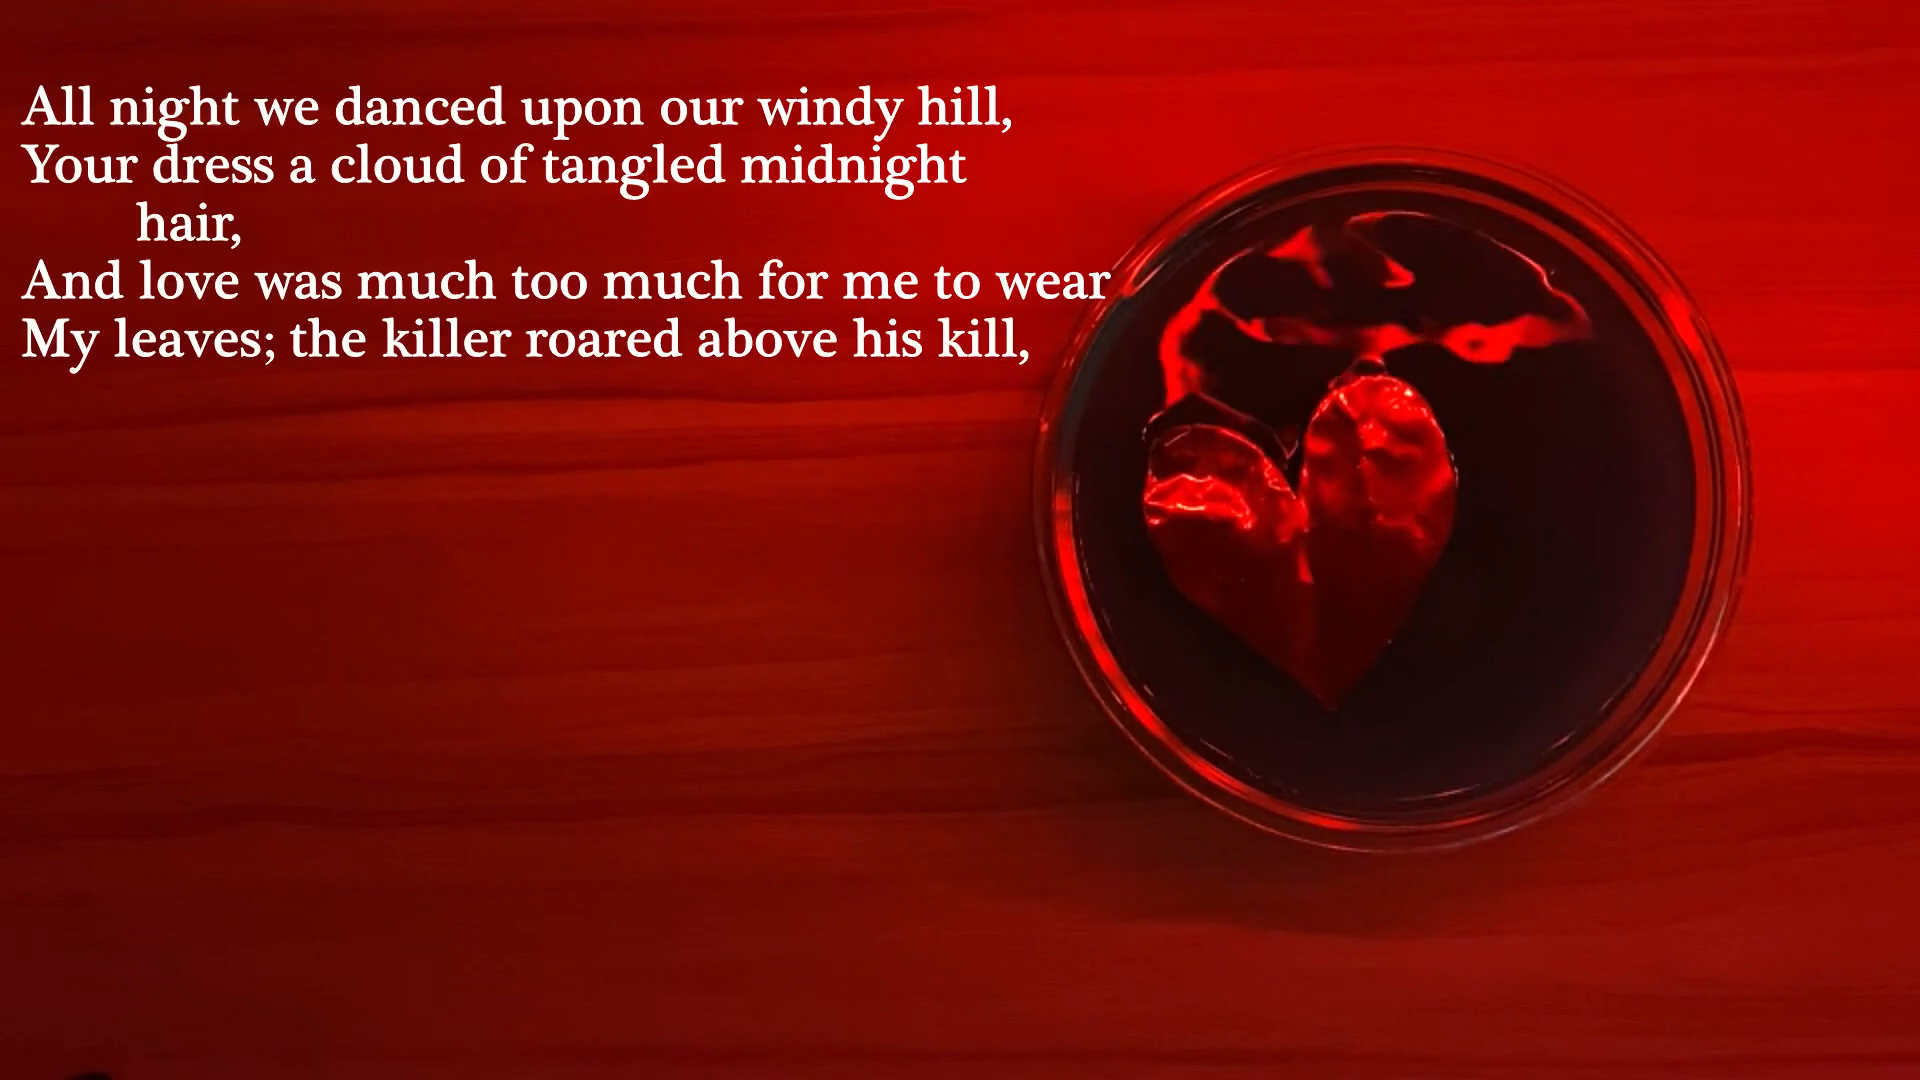 All night we danced upon our windy hill,
Your dress a cloud of tangled midnight
hair,
And love was much too much for me to wear
My leaves; the killer roared above his kill,